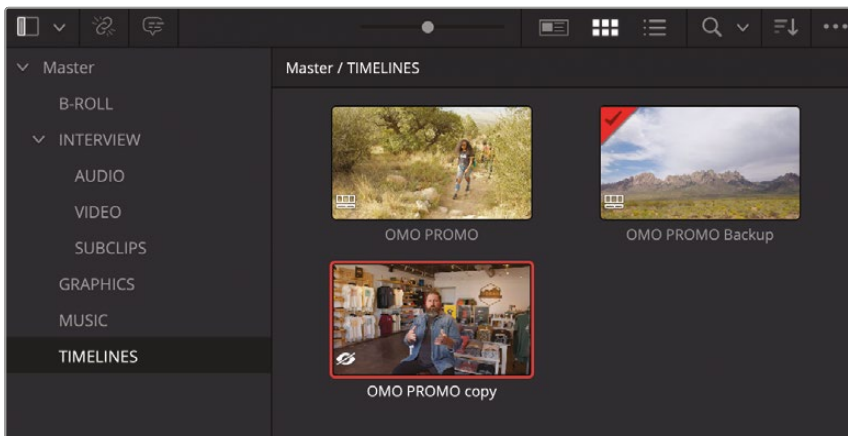 Master
Master / TIMELINES
B-ROLL
INTERVIEW
AUDIO
VIDEO
SUBCLIPS
GRAPHICS
MUSIC
TIMELINES
OMO PROMO
OMO PROMO Backup
OMO PROMO copy